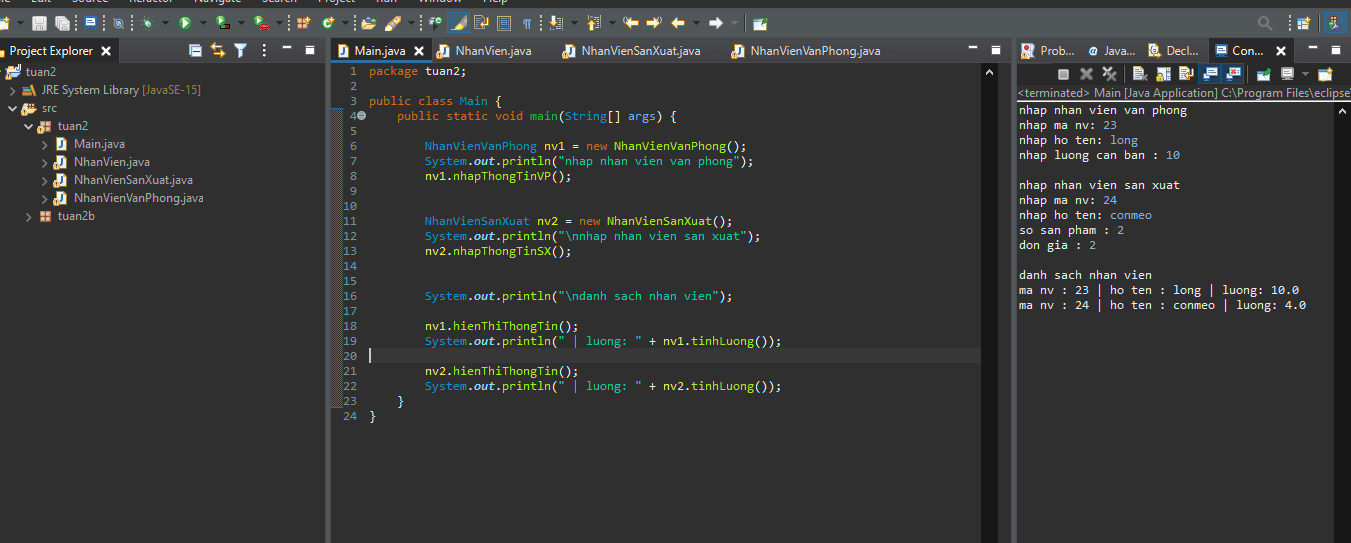 Edit Source Refactor Navigate Search Project Run Window Help
Project Explorer
tuan2
JRE System Library [JavaSE-15]
src
tuan2
Main.java
NhanVien.java
NhanVienSanXuat.java
NhanVienVanPhong.java
tuan2b
Main.java NhanVien.java NhanVienSanXuat.java NhanVienVanPhong.java
1 package tuan2;
2
3 public class Main {
4 public static void main(String[] args) {
5
6 NhanVienVanPhong nv1 = new NhanVienVanPhong();
7 System.out.println("nhap nhan vien van phong");
8 nv1.nhapThongTinVP();
9
10
11 NhanVienSanXuat nv2 = new NhanVienSanXuat();
12 System.out.println("\nnhap nhan vien san xuat");
13 nv2.nhapThongTinSX();
14
15
16 System.out.println("\ndanh sach nhan vien");
17
18 nv1.hienThiThongTin();
19 System.out.println(" | luong: " + nv1.tinhLuong());
20
21 nv2.hienThiThongTin();
22 System.out.println(" | luong: " + nv2.tinhLuong());
23 }
24 }
Prob... Java... Decl... Con...
<terminated> Main [Java Application] C:\Program Files\eclipse\
nhap nhan vien van phong
nhap ma nv: 23
nhap ho ten: long
nhap luong can ban : 10
nhap nhan vien san xuat
nhap ma nv: 24
nhap ho ten: conmeo
so san pham : 2
don gia : 2
danh sach nhan vien
ma nv : 23 | ho ten : long | luong: 10.0
ma nv : 24 | ho ten : conmeo | luong: 4.0